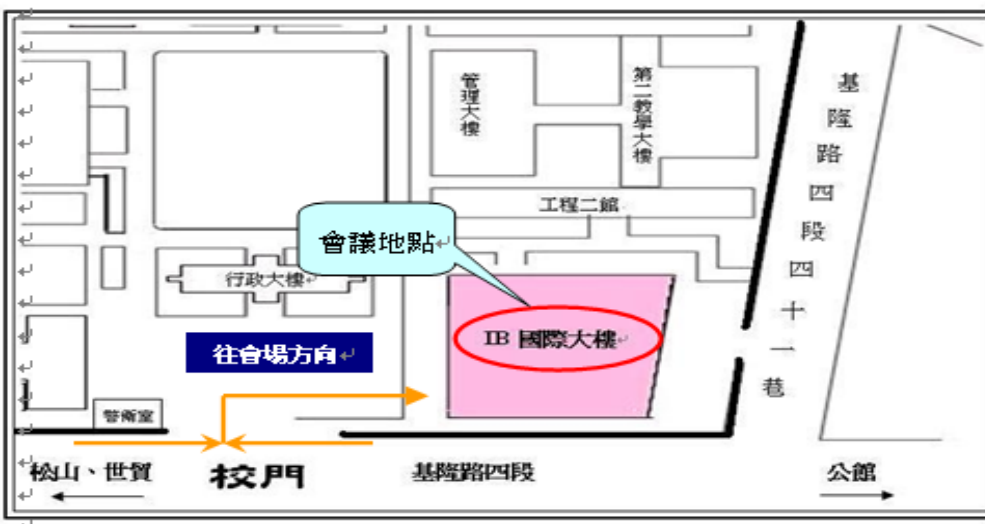 管理大樓
第二教學大樓
基隆路四段四十一巷
工程二館
會議地點
行政大樓
IB 國際大樓
往會場方向
警衛室
松山、世貿
校門
基隆路四段
公館